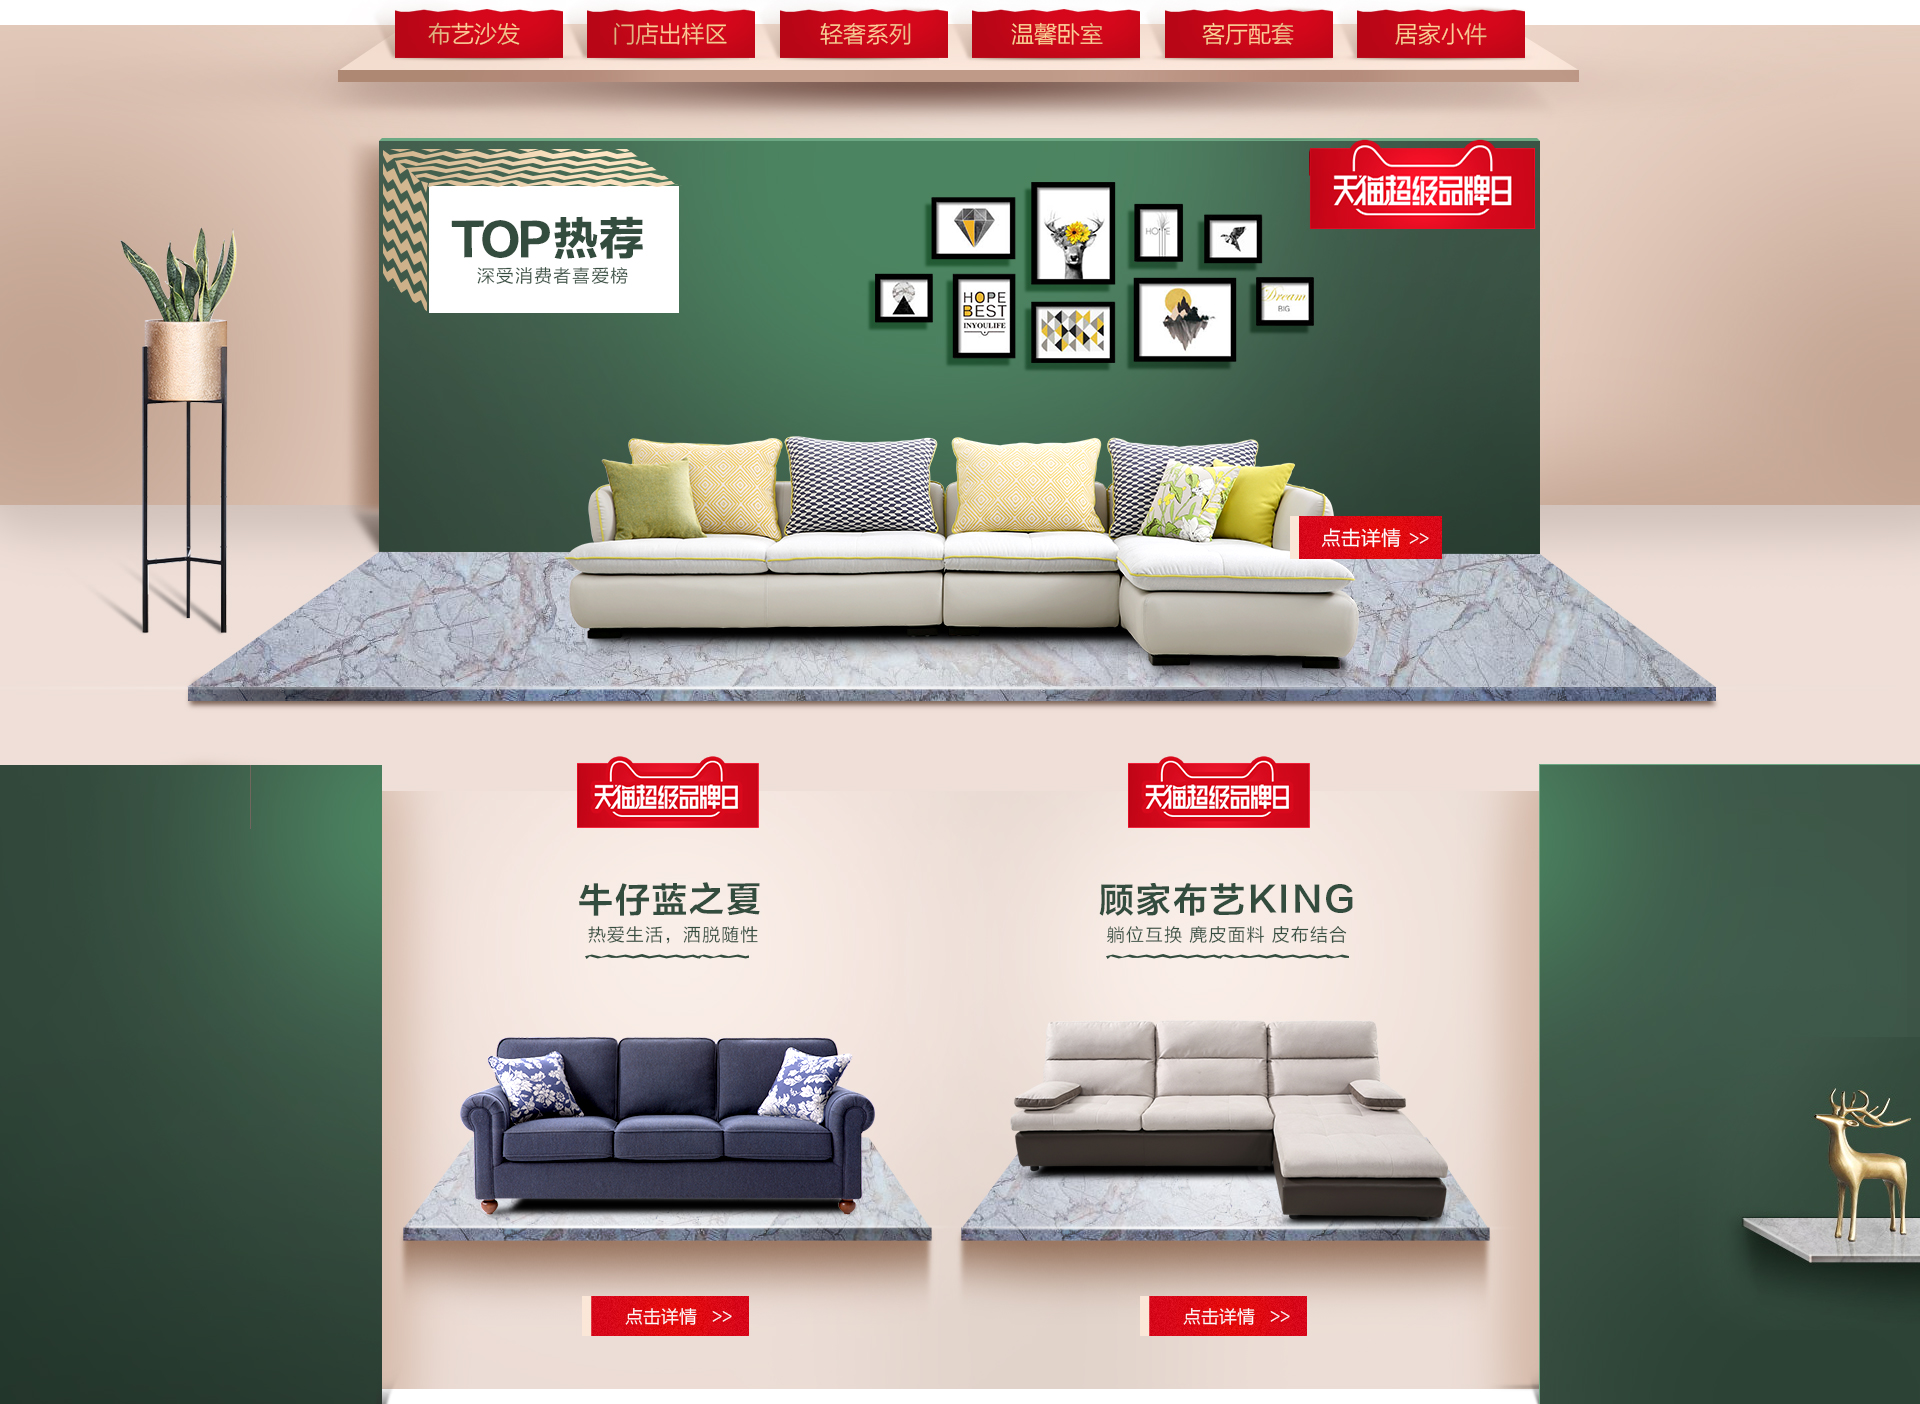 布艺沙发
门店出样区
轻奢系列
温馨卧室
客厅配套
居家小件
天猫超级品牌日
TOP热荐
深受消费者喜爱榜
HOME
HOPE
BEST
INYOULIFE
Dream
BIG
点击详情 >>
天猫超级品牌日
天猫超级品牌日
牛仔蓝之夏
热爱生活，洒脱随性
顾家布艺KING
躺位互换 麂皮面料 皮布结合
点击详情 >>
点击详情 >>